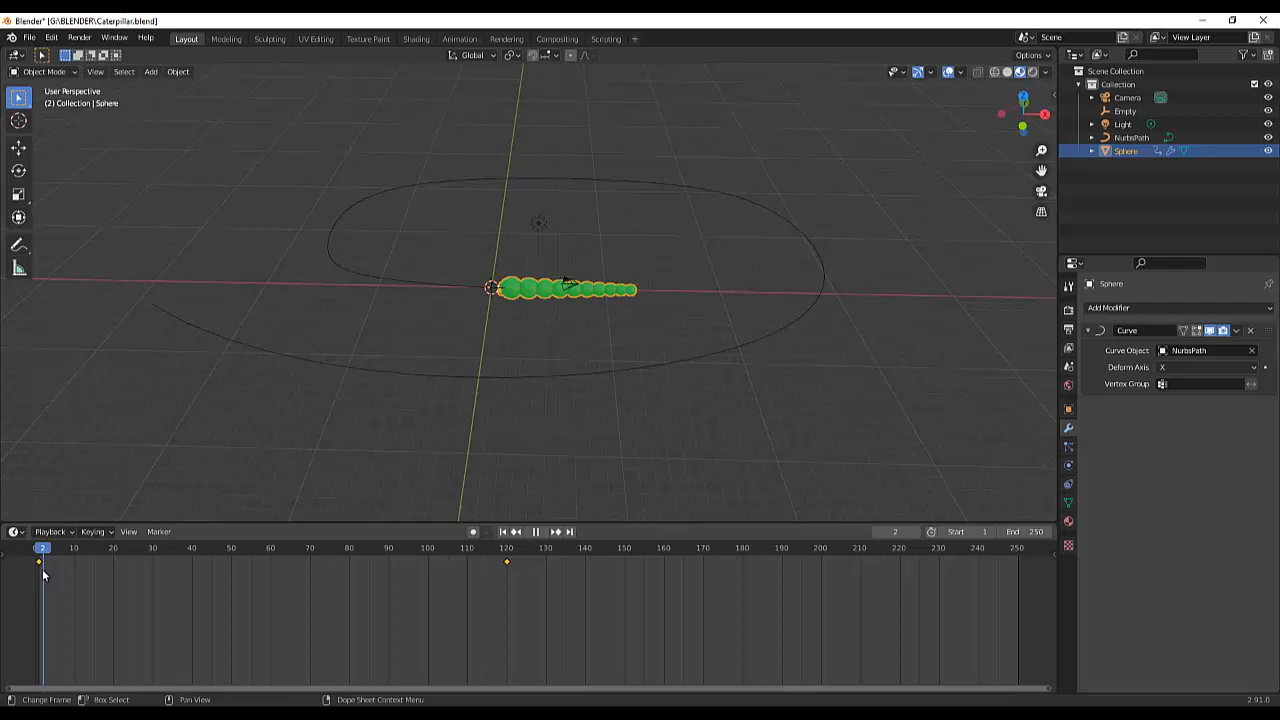 Blender* [G:\BLENDER\Caterpillar.blend]
File Edit Render Window Help Layout Modeling Sculpting UV Editing Texture Paint Shading Animation Rendering Compositing Scripting + Scene View Layer
Global Options
Object Mode View Select Add Object
User Perspective
(2) Collection | Sphere
Scene Collection
Collection
Camera
Empty
Light
NurbsPath
Sphere
X
Sphere
Add Modifier
Curve
Curve Object NurbsPath
Deform Axis X
Vertex Group
Playback Keying View Marker 2 Start 1 End 250
2 10 20 30 40 50 60 70 80 90 100 110 120 130 140 150 160 170 180 190 200 210 220 230 240 250
Change Frame Box Select Pan View Dope Sheet Context Menu 2.91.0